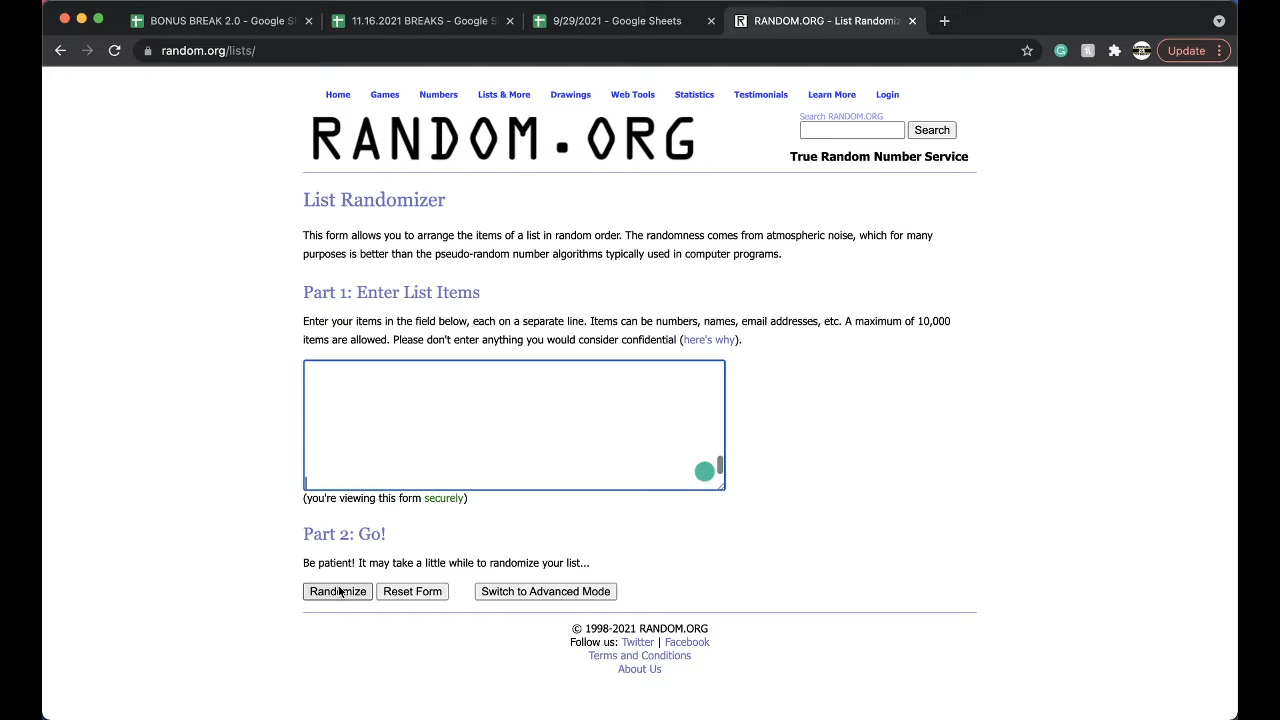 BONUS BREAK 2.0 - Google S
11.16.2021 BREAKS - Google S
9/29/2021 - Google Sheets
RANDOM.ORG - List Randomiz
random.org/lists/
Update
Home Games Numbers Lists & More Drawings Web Tools Statistics Testimonials Learn More Login
RANDOM.ORG
Search RANDOM.ORG
Search
True Random Number Service
List Randomizer
This form allows you to arrange the items of a list in random order. The randomness comes from atmospheric noise, which for many
purposes is better than the pseudo-random number algorithms typically used in computer programs.
Part 1: Enter List Items
Enter your items in the field below, each on a separate line. Items can be numbers, names, email addresses, etc. A maximum of 10,000
items are allowed. Please don't enter anything you would consider confidential (here's why).
(you're viewing this form securely)
Part 2: Go!
Be patient! It may take a little while to randomize your list...
Randomize Reset Form Switch to Advanced Mode
© 1998-2021 RANDOM.ORG
Follow us: Twitter | Facebook
Terms and Conditions
About Us